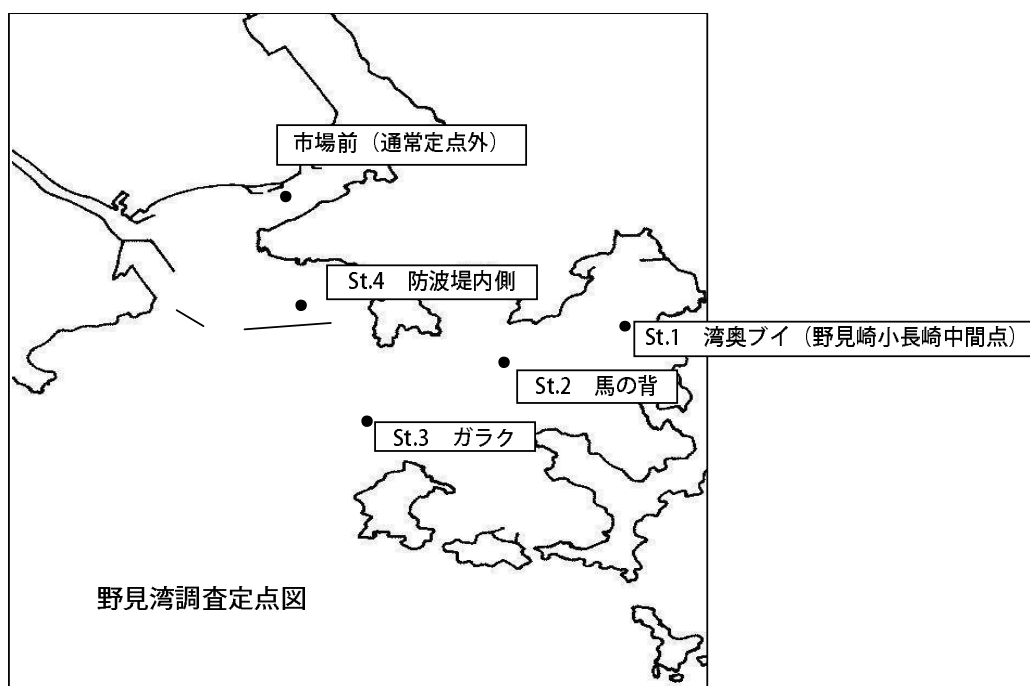 市場前（通常定点外）
St.4　防波堤内側
St.1　湾奥ブイ（野見崎小長崎中間点）
St.2　馬の背
St.3　ガラク
野見湾調査定点図